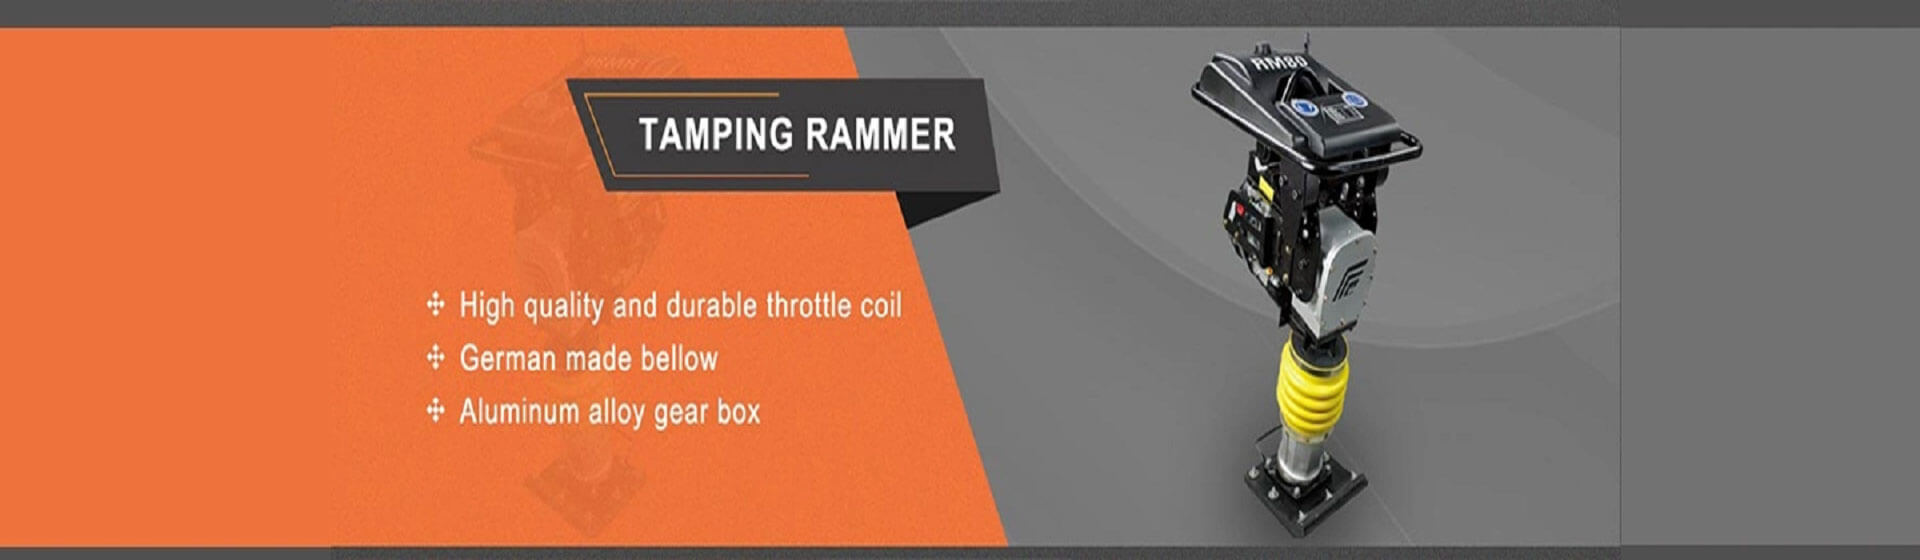 TAMPING RAMMER
RM80
High quality and durable throttle coil
German made bellow
Aluminum alloy gear box